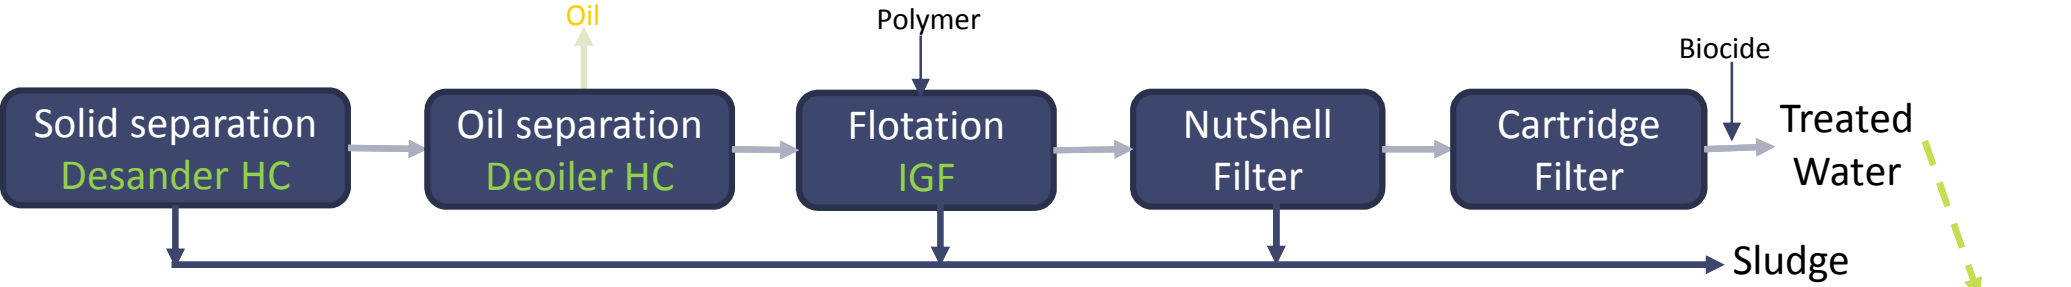 Oil
Polymer
Biocide
Solid separation
Desander HC
Oil separation
Deoiler HC
Flotation
IGF
NutShell
Filter
Cartridge
Filter
Treated
Water
Sludge